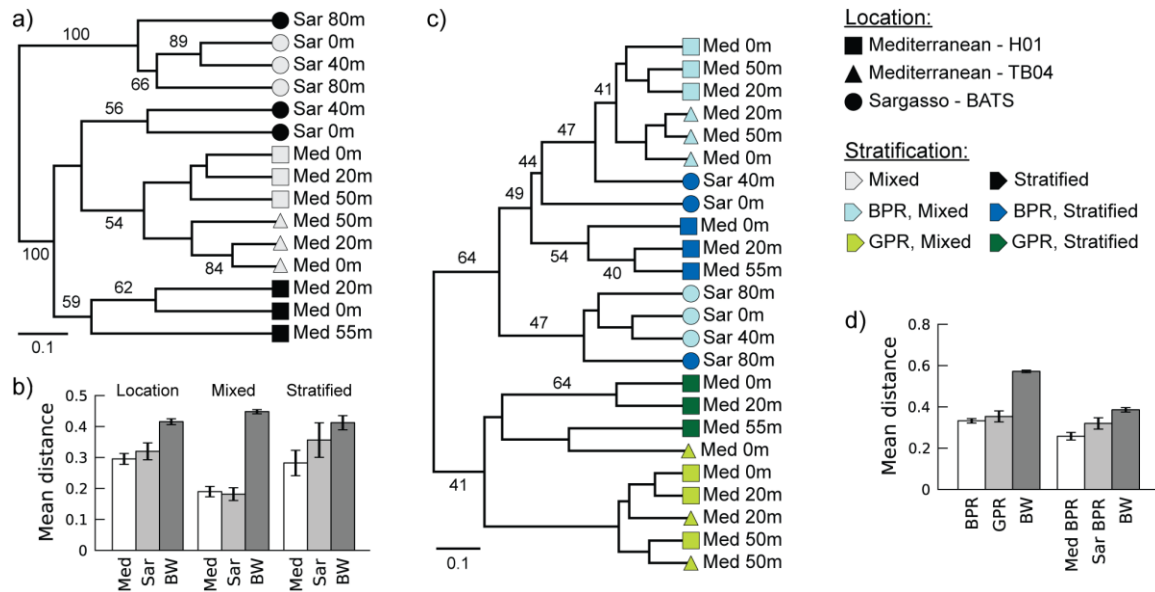 a)
100
89
66
56
54
84
100
59
62
0.1
Sar 80m
Sar 0m
Sar 40m
Sar 80m
Sar 40m
Sar 0m
Med 0m
Med 20m
Med 50m
Med 50m
Med 20m
Med 0m
Med 20m
Med 0m
Med 55m
b)
Location
Mixed
Stratified
Mean distance
0.5
0.4
0.3
0.2
0.1
0
Med
Sar
BW
Med
Sar
BW
Med
Sar
BW
c)
41
47
44
49
54
40
64
47
64
41
0.1
Med 0m
Med 50m
Med 20m
Med 20m
Med 50m
Med 0m
Sar 40m
Sar 0m
Med 0m
Med 20m
Med 55m
Sar 80m
Sar 0m
Sar 40m
Sar 80m
Med 0m
Med 20m
Med 55m
Med 0m
Med 0m
Med 20m
Med 20m
Med 50m
Med 50m
Location:
Mediterranean - H01
Mediterranean - TB04
Sargasso - BATS
Stratification:
Mixed
Stratified
BPR, Mixed
BPR, Stratified
GPR, Mixed
GPR, Stratified
d)
Mean distance
0.8
0.6
0.4
0.2
0
BPR
GPR
BW
Med BPR
Sar BPR
BW